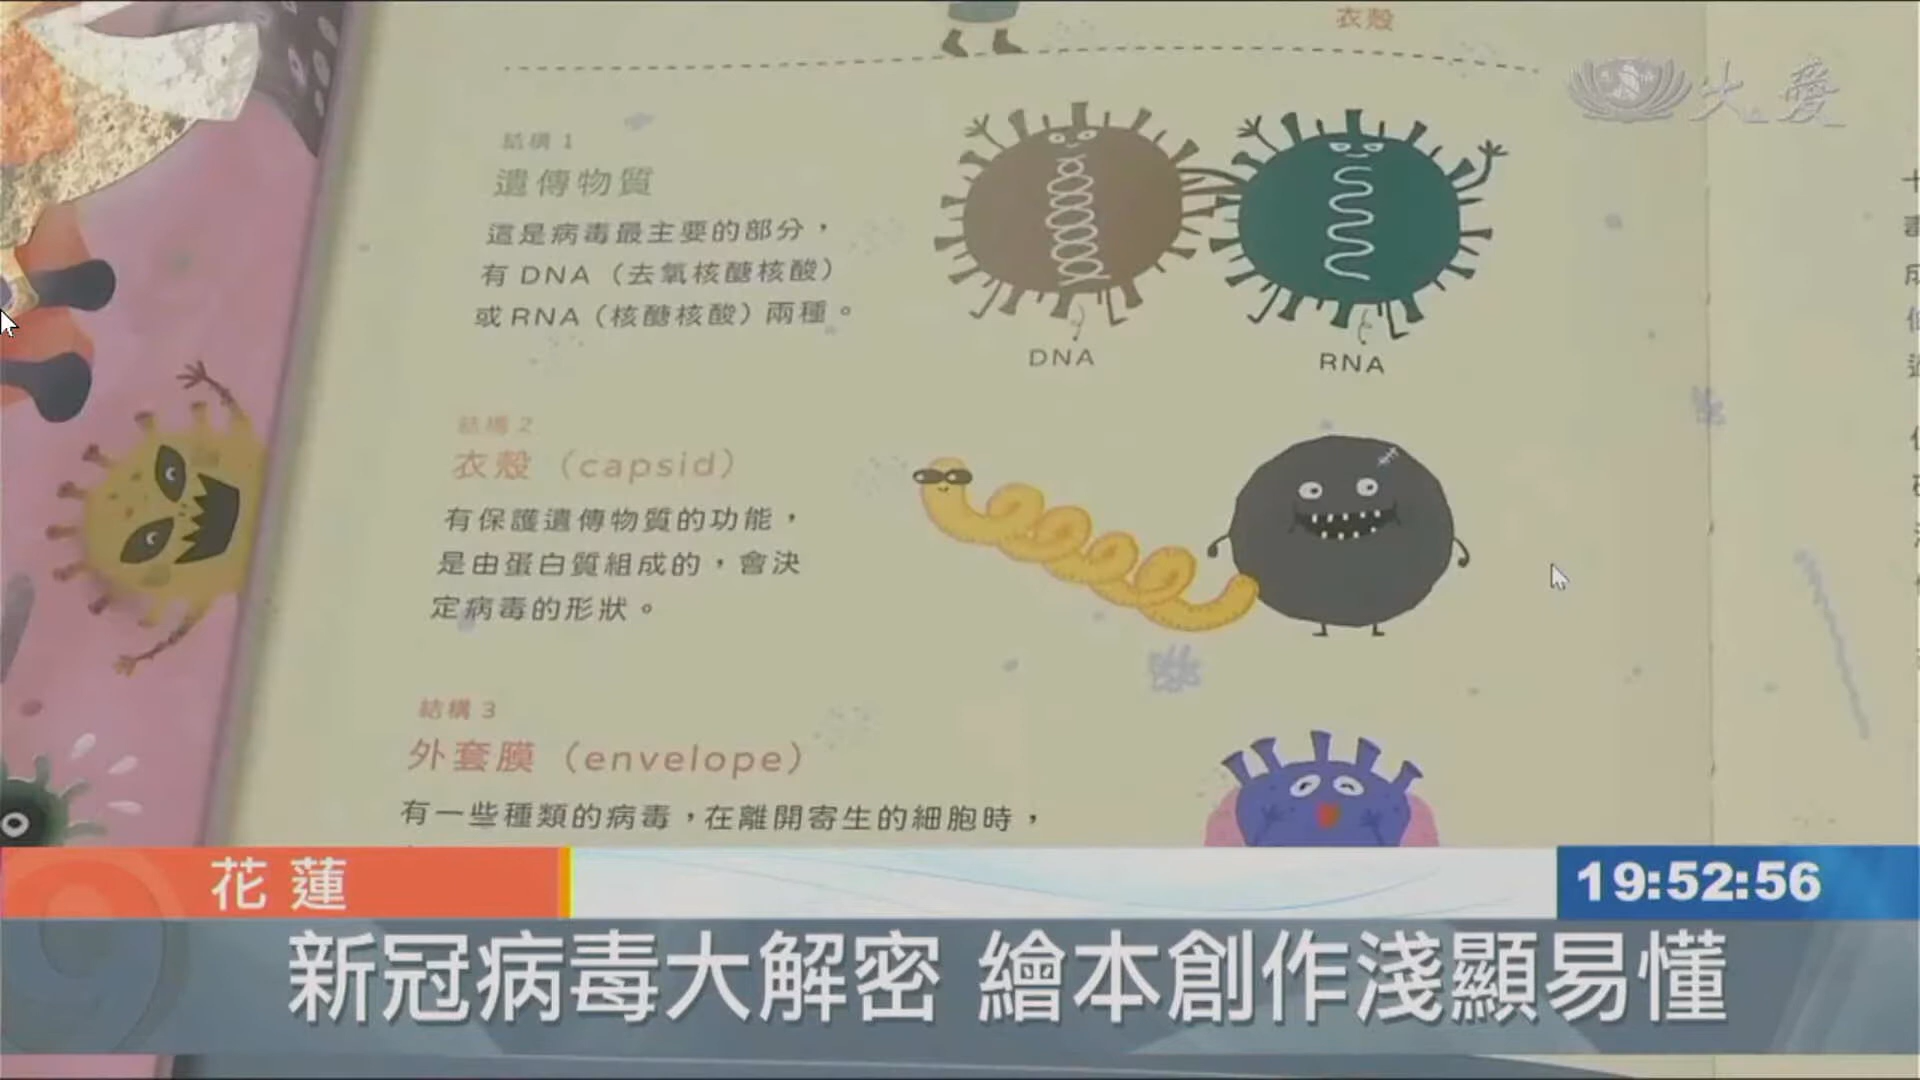 衣殼
大愛
結構 1
遺傳物質
這是病毒最主要的部分，
有 DNA（去氧核醣核酸）
或 RNA（核醣核酸）兩種。
DNA
RNA
結構 2
衣殼（capsid）
有保護遺傳物質的功能，
是由蛋白質組成的，會決
定病毒的形狀。
結構 3
外套膜（envelope）
有一些種類的病毒，在離開寄生的細胞時，
花蓮
19:52:56
新冠病毒大解密 繪本創作淺顯易懂